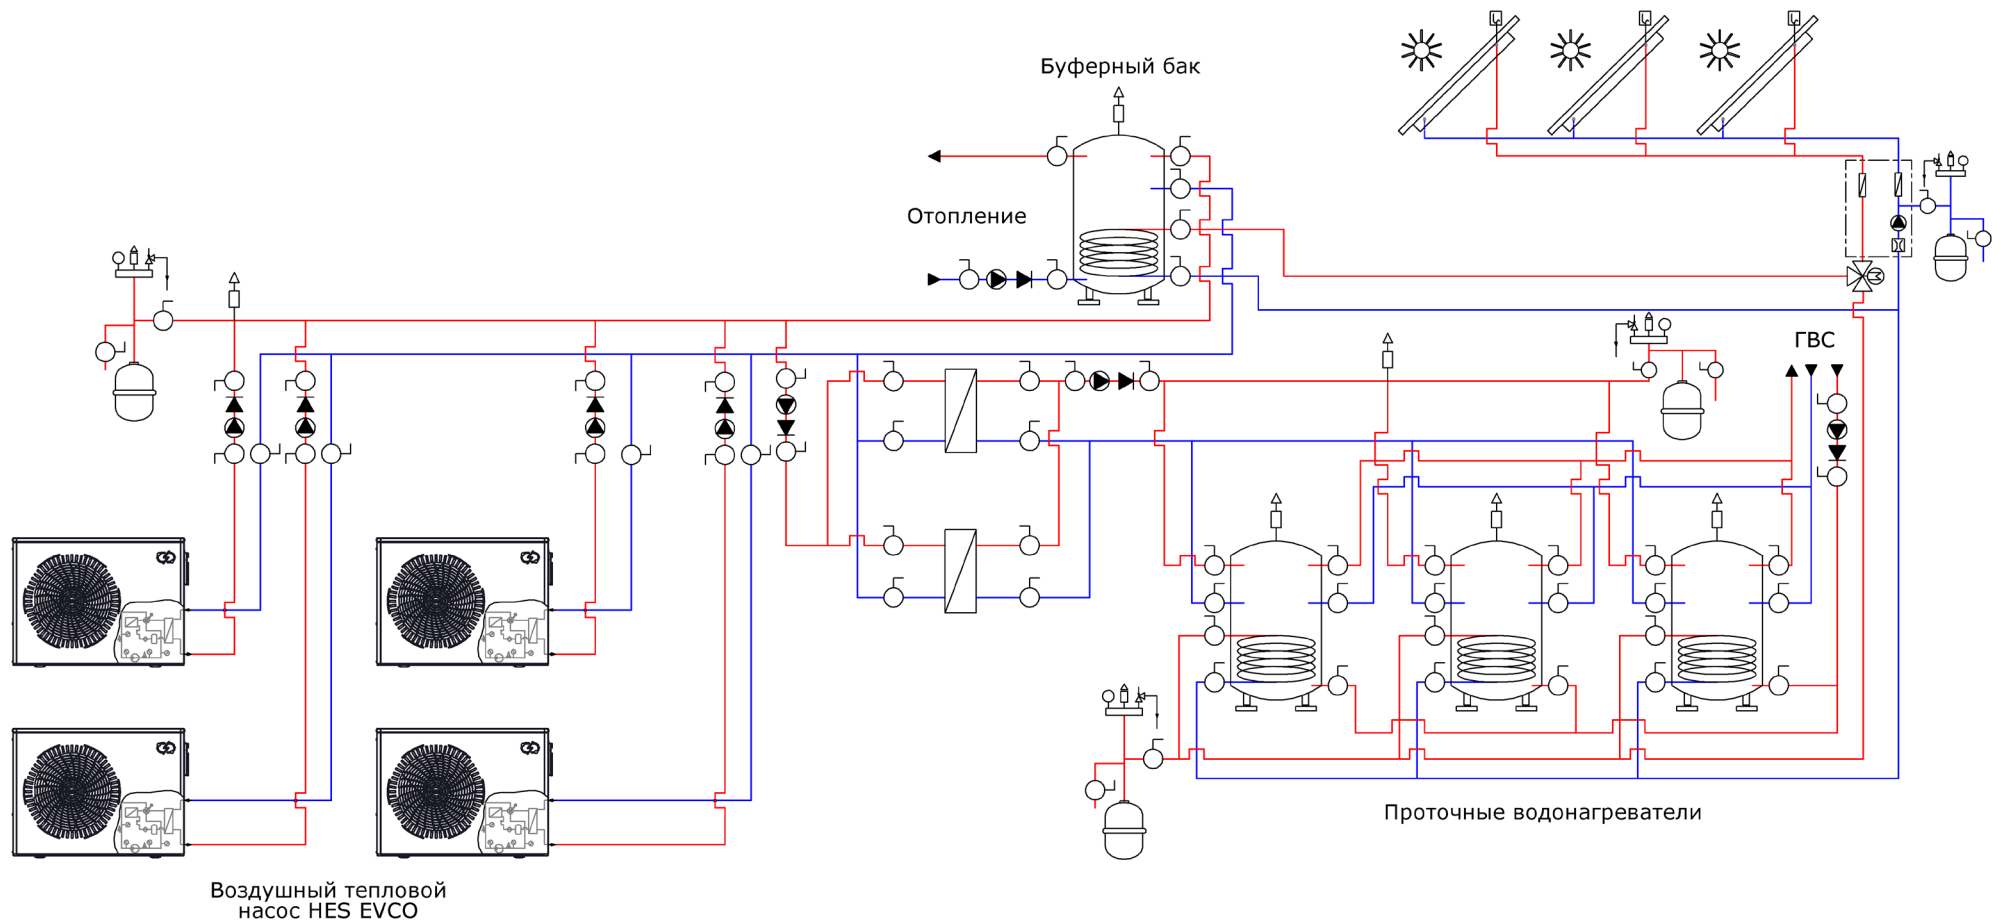 Буферный бак
Отопление
ГВС
Проточные водонагреватели
Воздушный тепловой
насос HES EVCO